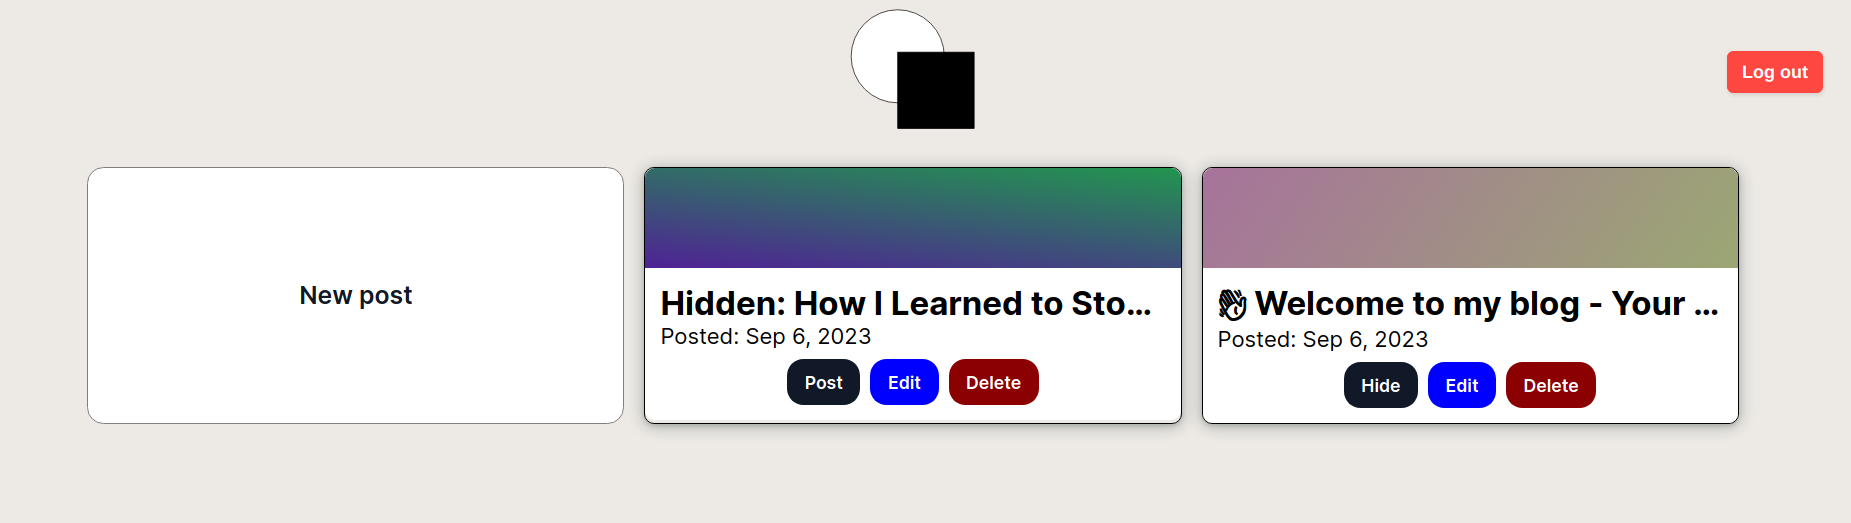 Log out
New post
Hidden: How I Learned to Sto...
Posted: Sep 6, 2023
Post Edit Delete
👋 Welcome to my blog - Your ...
Posted: Sep 6, 2023
Hide Edit Delete